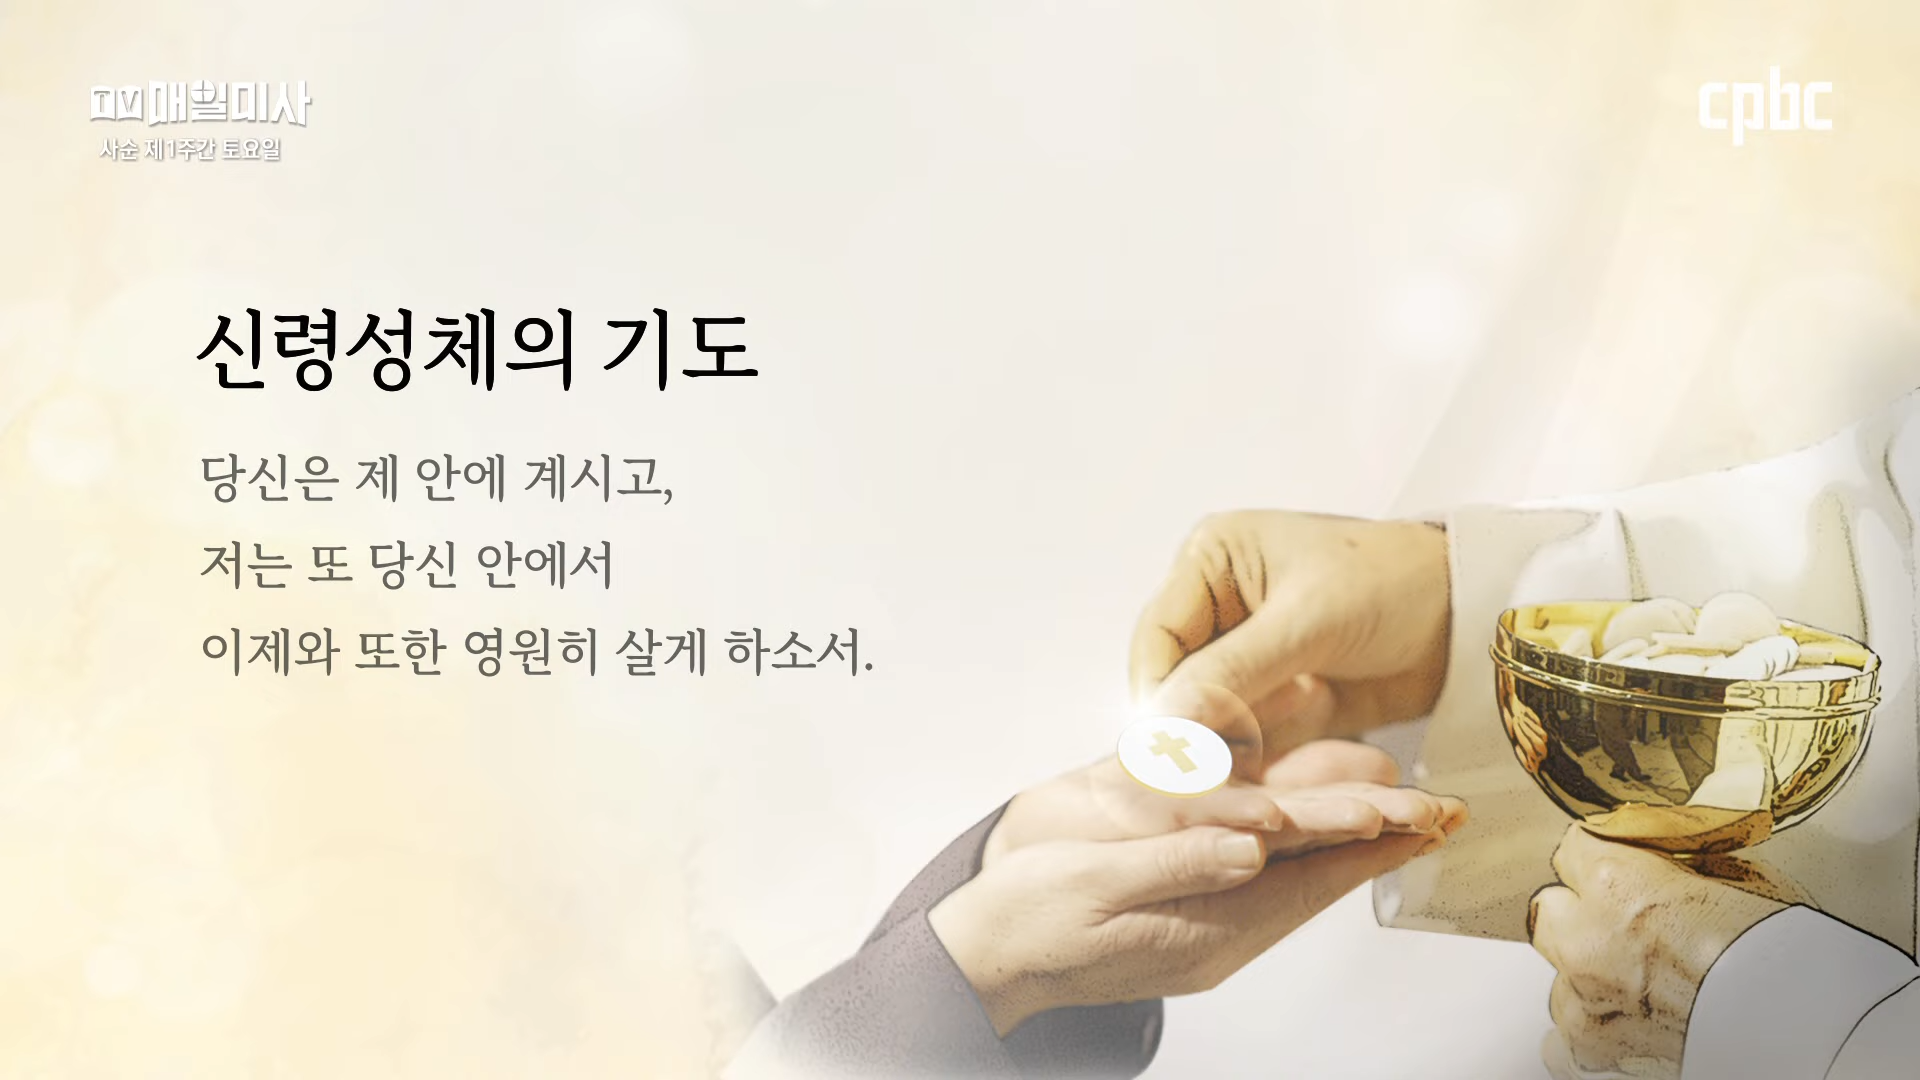 TV매일미사
사순 제1주간 토요일
cpbc
신령성체의 기도
당신은 제 안에 계시고,
저는 또 당신 안에서
이제와 또한 영원히 살게 하소서.